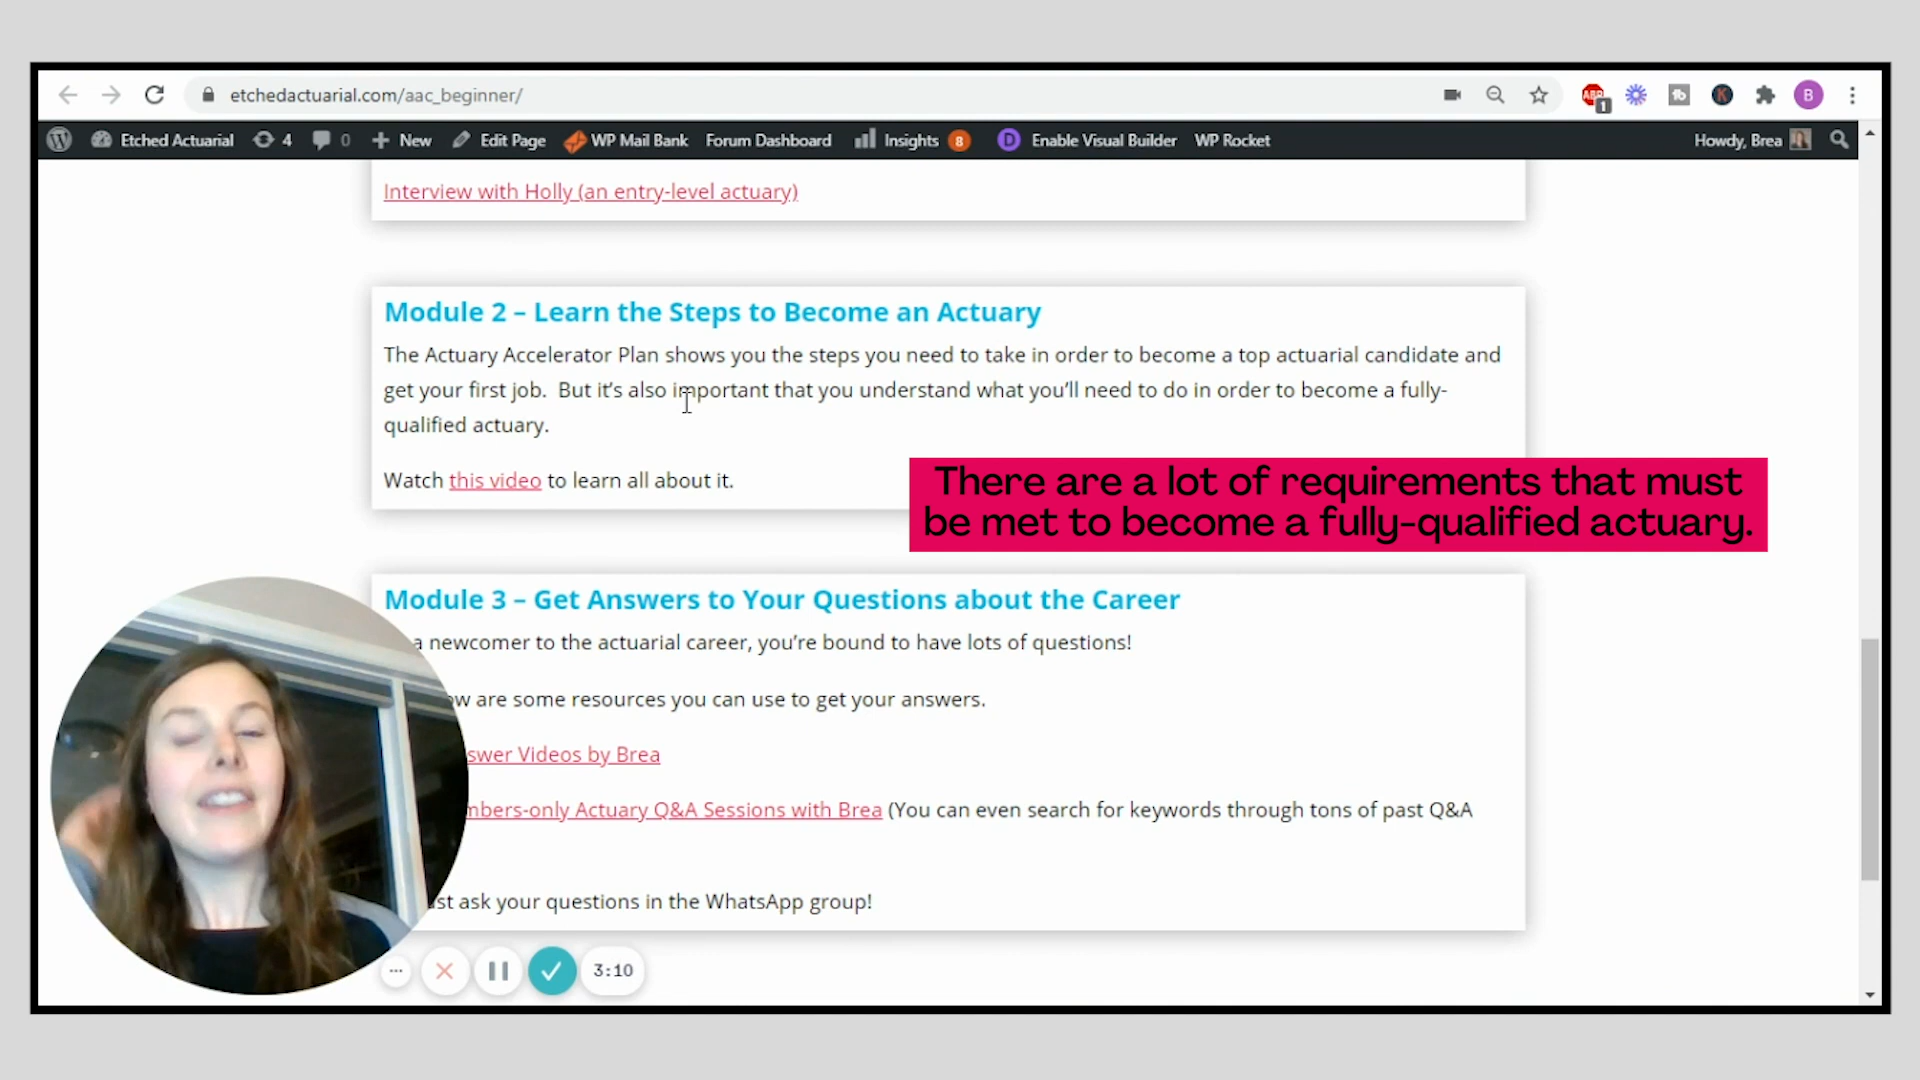 etchedactuarial.com/aac_beginner/
ABP 1
B
Etched Actuarial 4 0 New Edit Page WP Mail Bank Forum Dashboard Insights 8 D Enable Visual Builder WP Rocket Howdy, Brea
Interview with Holly (an entry-level actuary)
Module 2 – Learn the Steps to Become an Actuary
The Actuary Accelerator Plan shows you the steps you need to take in order to become a top actuarial candidate and
get your first job. But it's also important that you understand what you'll need to do in order to become a fully-
qualified actuary.
Watch this video to learn all about it.
There are a lot of requirements that must
be met to become a fully-qualified actuary.
Module 3 – Get Answers to Your Questions about the Career
a newcomer to the actuarial career, you're bound to have lots of questions!
are some resources you can use to get your answers.
Videos by Brea
Actuary Q&A Sessions with Brea (You can even search for keywords through tons of past Q&A
ask your questions in the WhatsApp group!
3:10